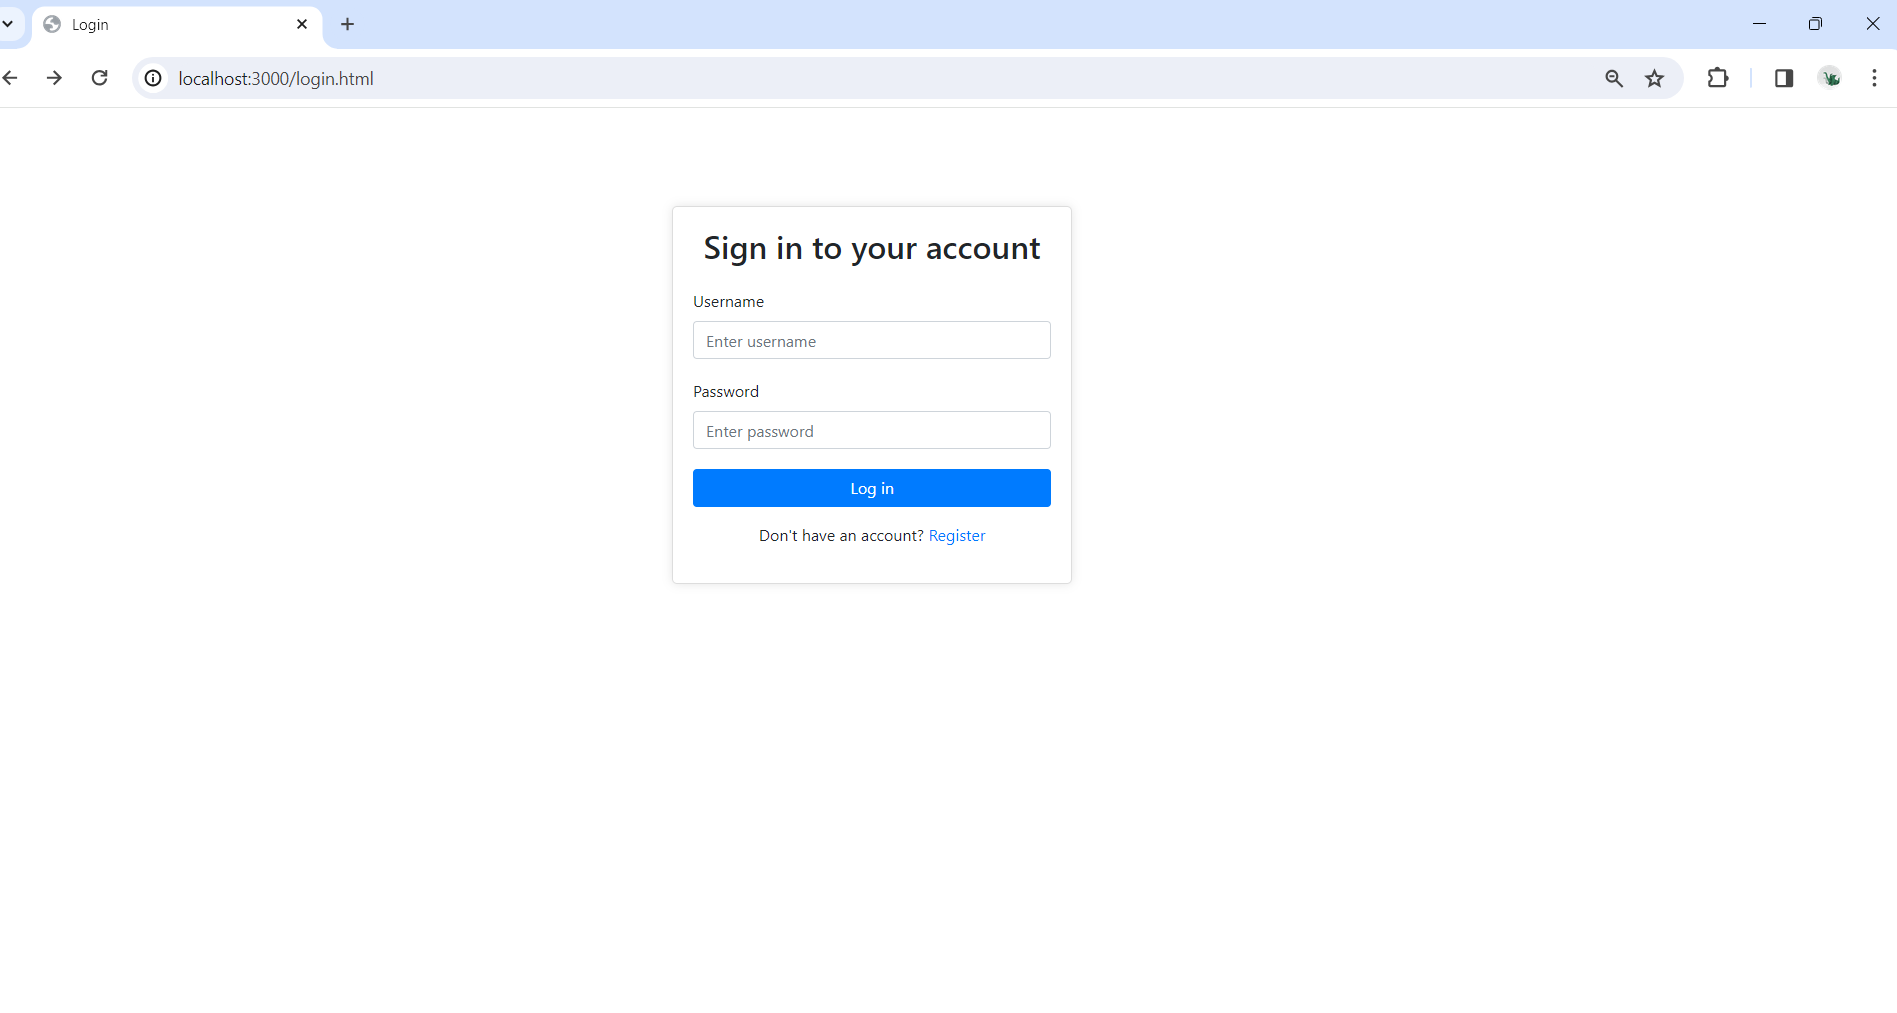 Login
localhost:3000/login.html
Sign in to your account
Username
Enter username
Password
Enter password
Log in
Don't have an account? Register